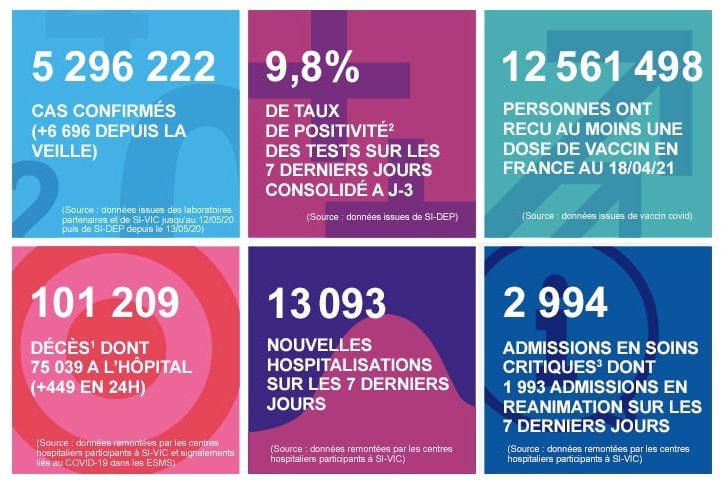 5 296 222
CAS CONFIRMÉS
(+6 696 DEPUIS LA
VEILLE)
(Source : données issues des laboratoires
partenaires et de SI-VIC jusqu'au 12/05/20
puis de SI-DEP depuis le 13/05/20)
9,8%
DE TAUX
DE POSITIVITÉ²
DES TESTS SUR LES
7 DERNIERS JOURS
CONSOLIDÉ A J-3
(Source : données issues de SI-DEP)
12 561 498
PERSONNES ONT
RECU AU MOINS UNE
DOSE DE VACCIN EN
FRANCE AU 18/04/21
(Source : données issues de vaccin covid)
101 209
DÉCÈS¹ DONT
75 039 A L'HÔPITAL
(+449 EN 24H)
(Source : données remontées par les centres
hospitaliers participants à SI-VIC et signalements
liés au COVID-19 dans les ESMS)
13 093
NOUVELLES
HOSPITALISATIONS
SUR LES 7 DERNIERS
JOURS
(Source : données remontées par les centres
hospitaliers participants à SI-VIC)
2 994
ADMISSIONS EN SOINS
CRITIQUES³ DONT
1 993 ADMISSIONS EN
REANIMATION SUR LES
7 DERNIERS JOURS
(Source : données remontées par les centres
hospitaliers participants à SI-VIC)